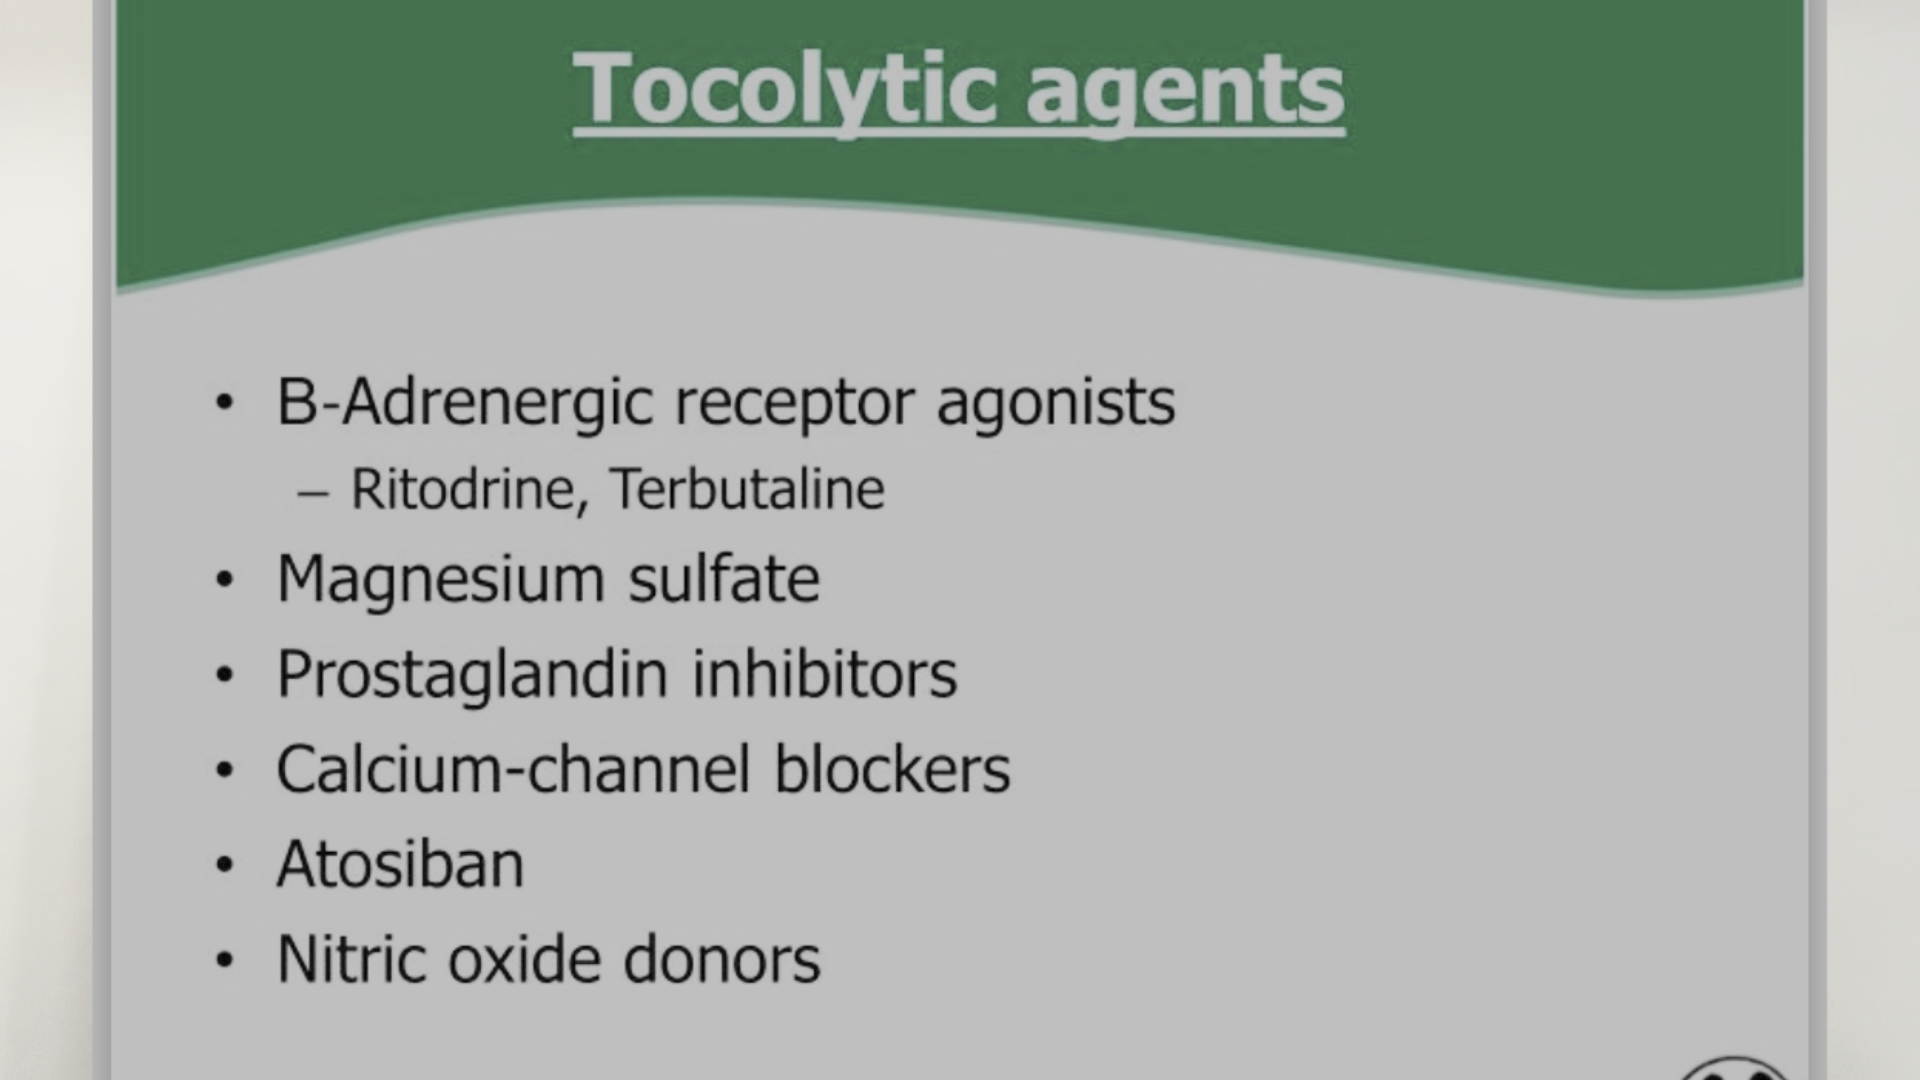 Tocolytic agents
• B-Adrenergic receptor agonists
– Ritodrine, Terbutaline
• Magnesium sulfate
• Prostaglandin inhibitors
• Calcium-channel blockers
• Atosiban
• Nitric oxide donors